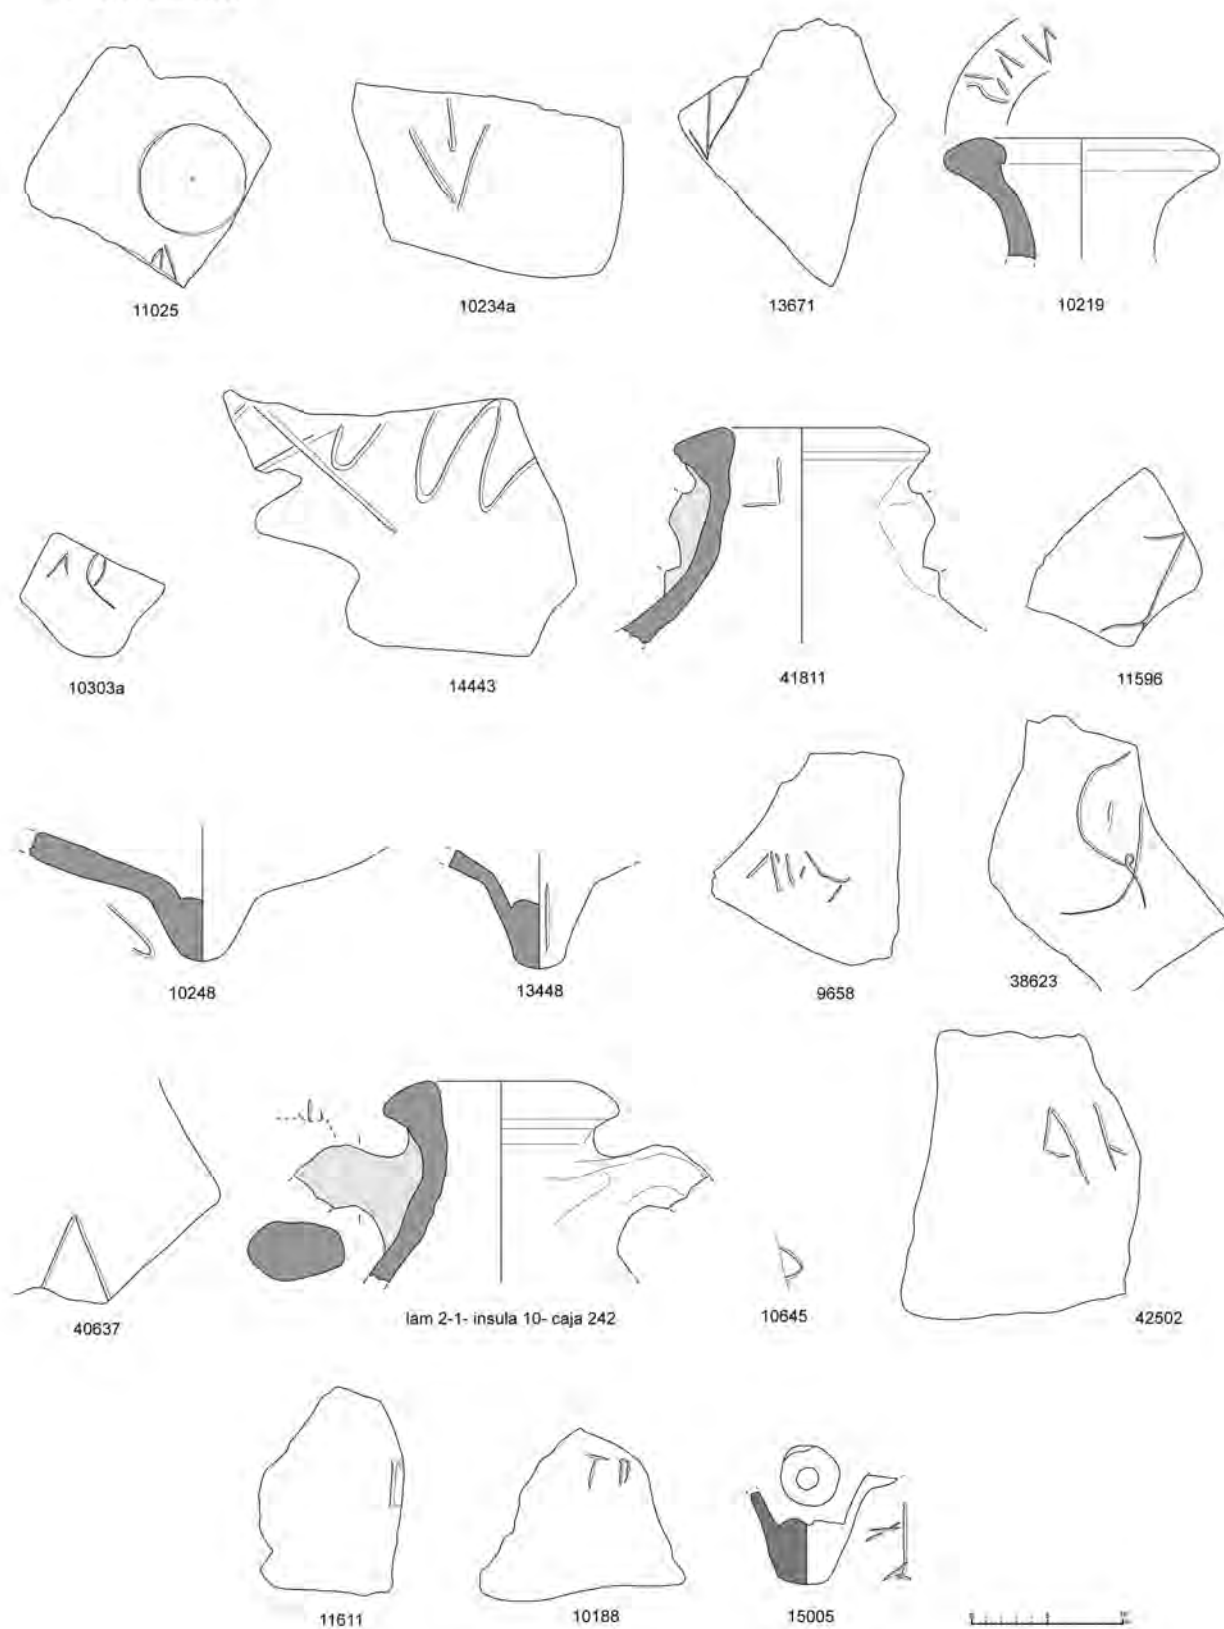 11025 10234a 13671 10219
10303a 14443 41811 11596
10248 13448 9658 38623
40637 lam 2-1- insula 10- caja 242 10645 42502
11611 10188 15005